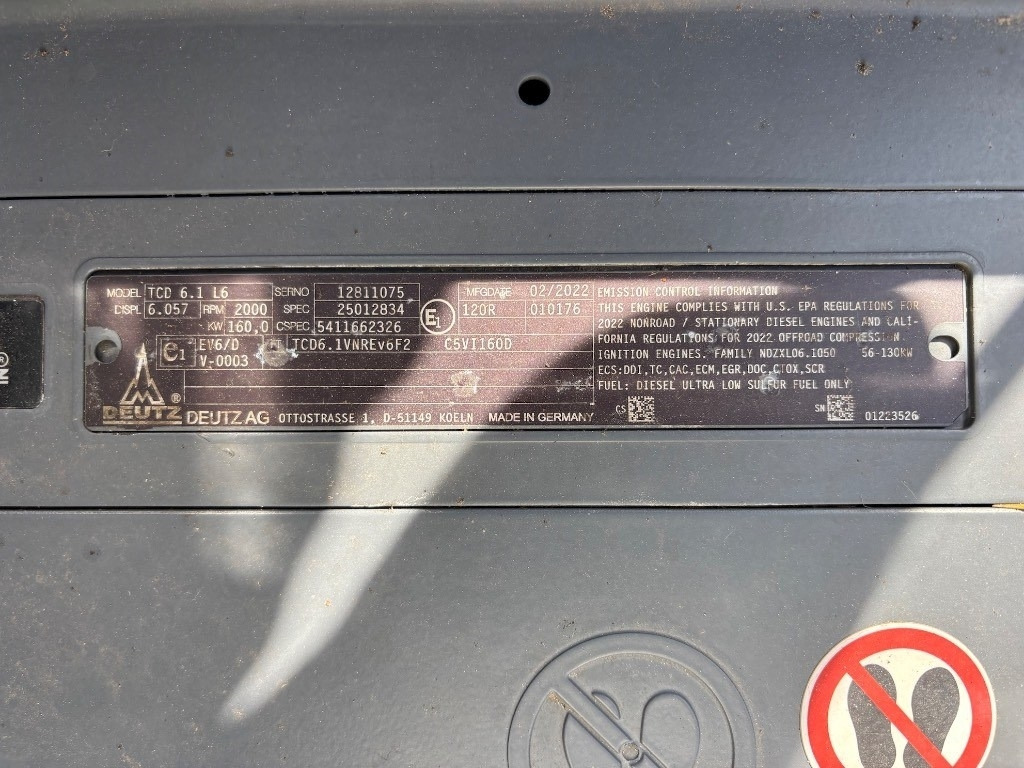 MODEL TCD 6.1 L6 SERNO 12811075 MFGDATE 02/2022
DISPL 6.057 RPM 2000 SPEC 25012834 E1 120R 010176
KW 160,0 CSPEC 5411662326
e1 EV6/D TCD6.1VNREv6F2 C5VI160D
V-0003
DEUTZ ®
DEUTZ AG OTTOSTRASSE 1, D-51149 KOELN MADE IN GERMANY
EMISSION CONTROL INFORMATION
THIS ENGINE COMPLIES WITH U.S. EPA REGULATIONS FOR
2022 NONROAD / STATIONARY DIESEL ENGINES AND CALI-
FORNIA REGULATIONS FOR 2022 OFFROAD COMPRESSION
IGNITION ENGINES. FAMILY NDZXL06.1050 56-130KW
ECS:DDI,TC,CAC,ECM,EGR,DOC,CTOX,SCR
FUEL: DIESEL ULTRA LOW SULFUR FUEL ONLY
CS SN 01223526
IN®